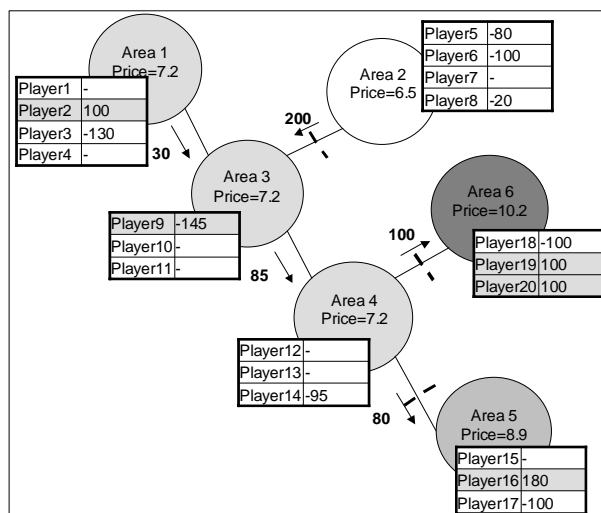 Area 1
Price=7.2
Player1 -
Player2 100
Player3 -130
Player4 -
30
Area 2
Price=6.5
Player5 -80
Player6 -100
Player7 -
Player8 -20
200
Area 3
Price=7.2
Player9 -145
Player10 -
Player11 -
85
Area 6
Price=10.2
Player18 -100
Player19 100
Player20 100
100
Area 4
Price=7.2
Player12 -
Player13 -
Player14 -95
80
Area 5
Price=8.9
Player15 -
Player16 180
Player17 -100